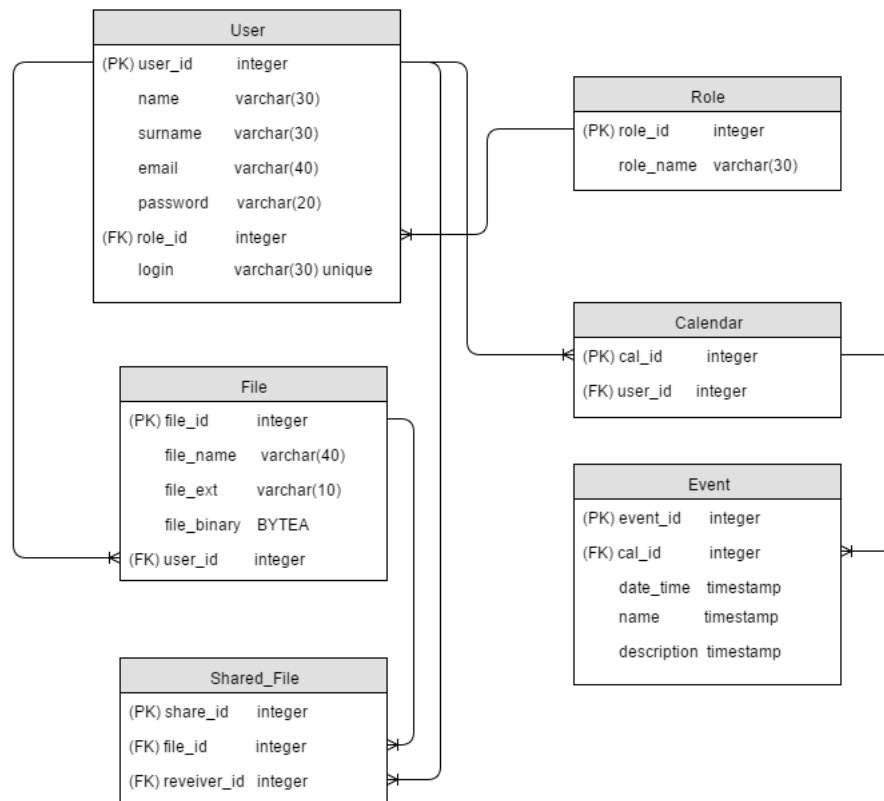 User
(PK) user_id integer
name varchar(30)
surname varchar(30)
email varchar(40)
password varchar(20)
(FK) role_id integer
login varchar(30) unique
Role
(PK) role_id integer
role_name varchar(30)
Calendar
(PK) cal_id integer
(FK) user_id integer
File
(PK) file_id integer
file_name varchar(40)
file_ext varchar(10)
file_binary BYTEA
(FK) user_id integer
Event
(PK) event_id integer
(FK) cal_id integer
date_time timestamp
name timestamp
description timestamp
Shared_File
(PK) share_id integer
(FK) file_id integer
(FK) reveiver_id integer